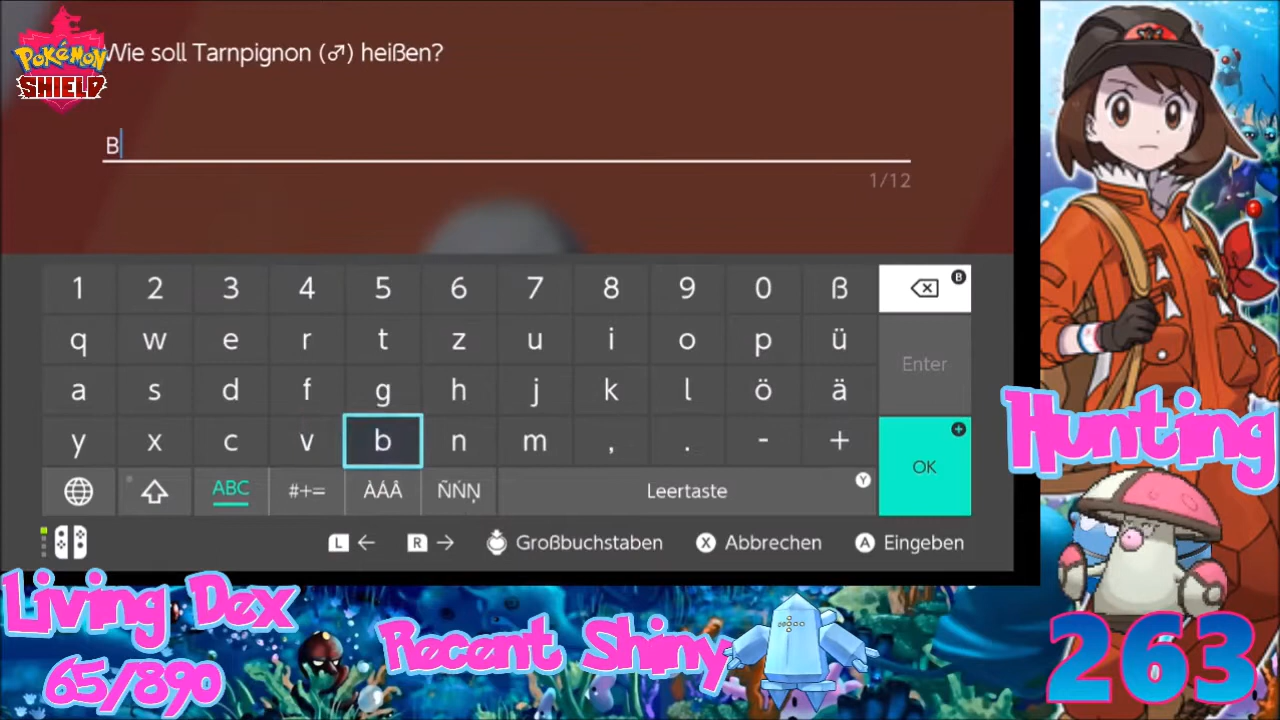 POKéMON
SHIELD
Wie soll Tarnpignon (♂) heißen?
B
1/12
1 2 3 4 5 6 7 8 9 0 ß B
q w e r t z u i o p ü
Enter
a s d f g h j k l ö ä
y x c v b n m , . - +
OK
ABC #+= ÀÁÂ ÑŃŅ Leertaste Y
L ← R → Großbuchstaben X Abbrechen A Eingeben
Hunting
263
Living Dex
65/890
Recent Shiny